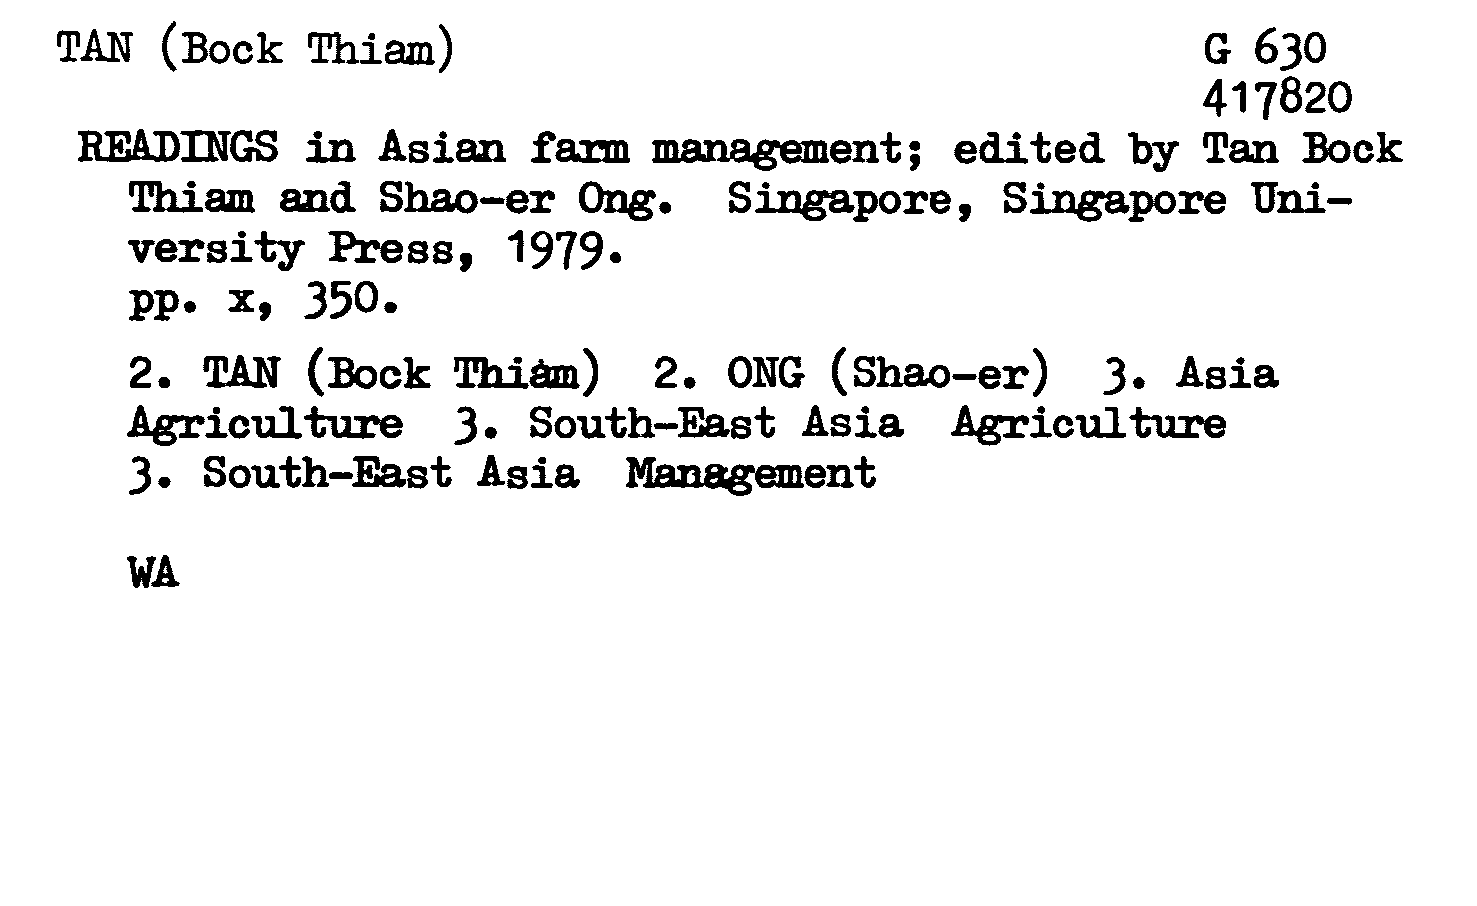 TAN (Bock Thiam) G 630
417820
READINGS in Asian farm management; edited by Tan Bock
Thiam and Shao-er Ong. Singapore, Singapore Uni-
versity Press, 1979.
pp. x, 350.
2. TAN (Bock Thiam) 2. ONG (Shao-er) 3. Asia
Agriculture 3. South-East Asia Agriculture
3. South-East Asia Management
WA